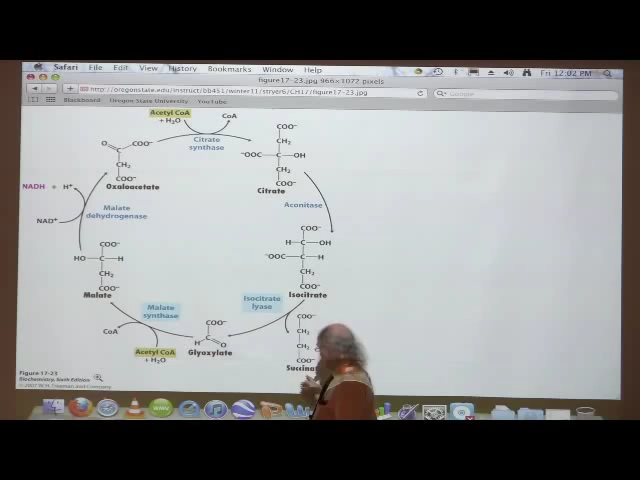 Safari File Edit View History Bookmarks Window Help Fri 12:02 PM
figure17-23.jpg 966×1072 pixels
http://oregonstate.edu/instruct/bb451/winter11/stryer6/CH17/figure17-23.jpg
Google
Blackboard Oregon State University YouTube
Acetyl CoA
+ H₂O
CoA
Citrate
synthase
O
C
COO⁻
CH₂
COO⁻
Oxaloacetate
COO⁻
CH₂
⁻OOC C OH
CH₂
COO⁻
Citrate
NADH + H⁺
NAD⁺
Malate
dehydrogenase
Aconitase
COO⁻
HO C H
CH₂
COO⁻
Malate
COO⁻
H C OH
⁻OOC C H
CH₂
COO⁻
Isocitrate
Malate
synthase
Isocitrate
lyase
CoA
Acetyl CoA
+ H₂O
COO⁻
H C O
Glyoxylate
COO⁻
CH₂
CH₂
COO⁻
Figure 17-23
Biochemistry, Sixth Edition
© 2007 W.H. Freeman and Company
WMV